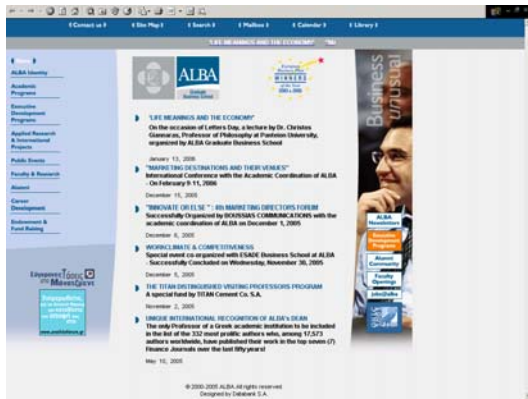 Contact us
Site Map
Search
Mailbox
Calendar
Library
"LIFE MEANINGS AND THE ECONOMY"
ALBA Identity
Academic
Programs
Executive
Development
Programs
Applied Research
& International
Projects
Public Events
Faculty & Research
Alumni
Career
Development
Endowment &
Fund Raising
Σύγχρονες Τάσεις
στο Μάνατζμεντ
ALBA
Graduate
Business School
WINNERS
Business
unusual
"LIFE MEANINGS AND THE ECONOMY"
On the occasion of Letters Day, a lecture by Dr. Christos
Giannaras, Professor of Philosophy at Panteion University,
organized by ALBA Graduate Business School
January 13, 2006
"MARKETING DESTINATIONS AND THEIR VENUES"
International Conference with the Academic Coordination of ALBA
- On February 9-11, 2006
December 15, 2005
"INNOVATE OR ELSE ": 4th MARKETING DIRECTORS FORUM
Successfully Organized by BOUSSIAS COMMUNICATIONS with the
academic coordination of ALBA on December 1, 2005
December 6, 2005
WORKCLIMATE & COMPETITIVENESS
Special event co-organized with ESADE Business School at ALBA
- Successfully Concluded on Wednesday, November 30, 2005
December 5, 2005
THE TITAN DISTINGUISHED VISITING PROFESSORS PROGRAM
A special fund by TITAN Cement Co. S.A.
November 2, 2005
UNIQUE INTERNATIONAL RECOGNITION OF ALBA's DEAN
The only Professor of a Greek academic institution to be included
in the list of the 332 most prolific authors who, among 17,573
authors worldwide, have published their work in the top seven (7)
Finance Journals over the last fifty years!
May 10, 2005
ALBA
Newsletters
Executive
Development
Programs
Alumni
Community
Faculty
Openings
jobs@alba
© 2000-2005 ALBA All rights reserved
Designed by Databank S.A.